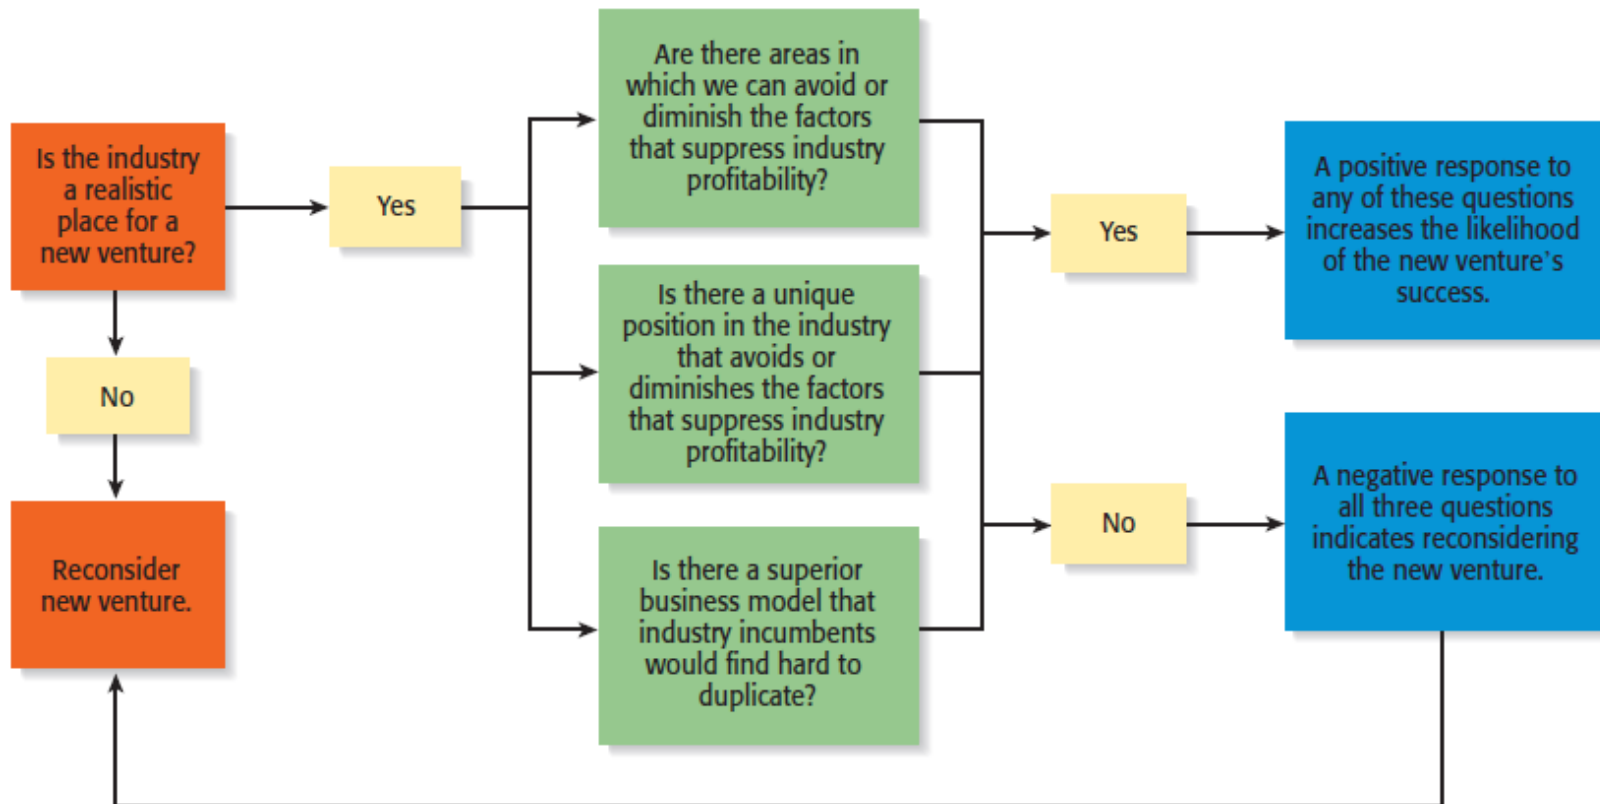 Is the industry
a realistic
place for a
new venture?
Yes
No
Reconsider
new venture.
Are there areas in
which we can avoid or
diminish the factors
that suppress industry
profitability?
Is there a unique
position in the industry
that avoids or
diminishes the factors
that suppress industry
profitability?
Is there a superior
business model that
industry incumbents
would find hard to
duplicate?
Yes
A positive response to
any of these questions
increases the likelihood
of the new venture's
success.
No
A negative response to
all three questions
indicates reconsidering
the new venture.